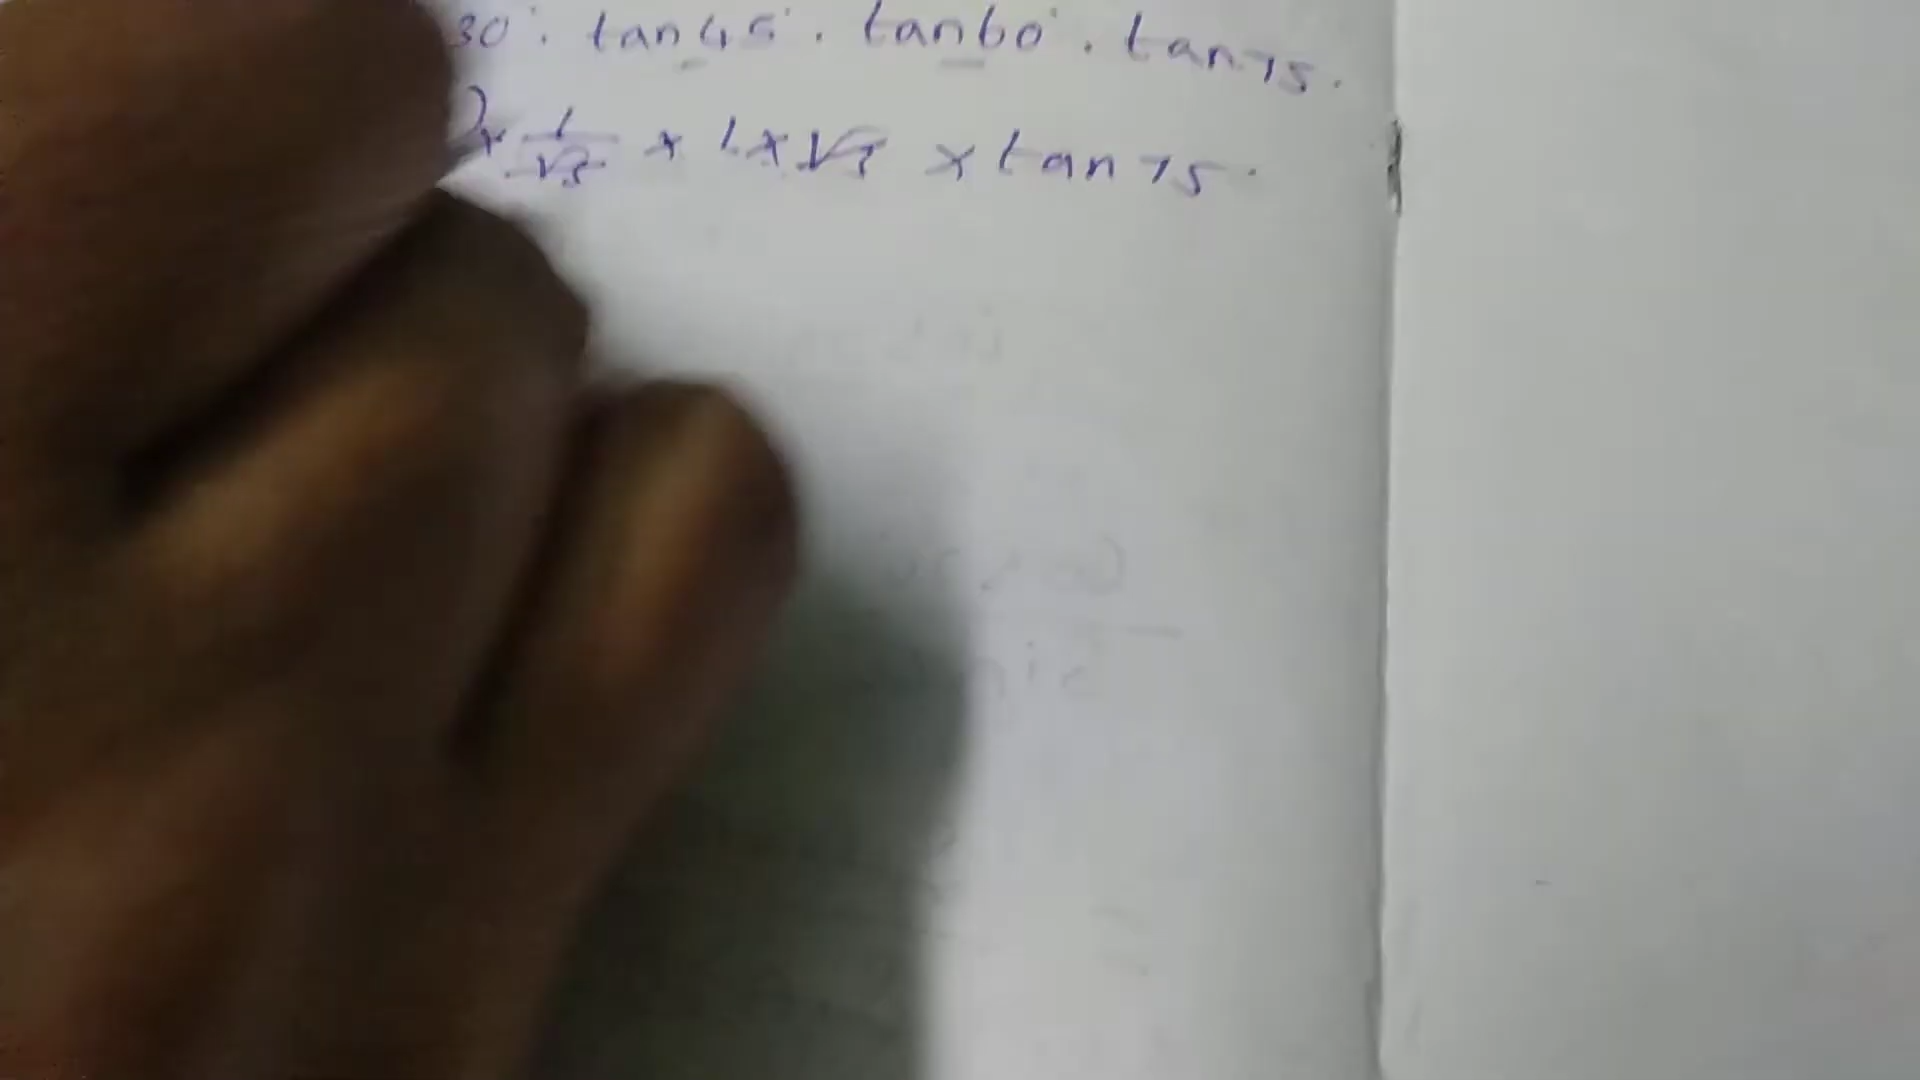 30°. tan45°. tan60°. tan75.
)× 1/√3 × 1 × √3 × tan75.